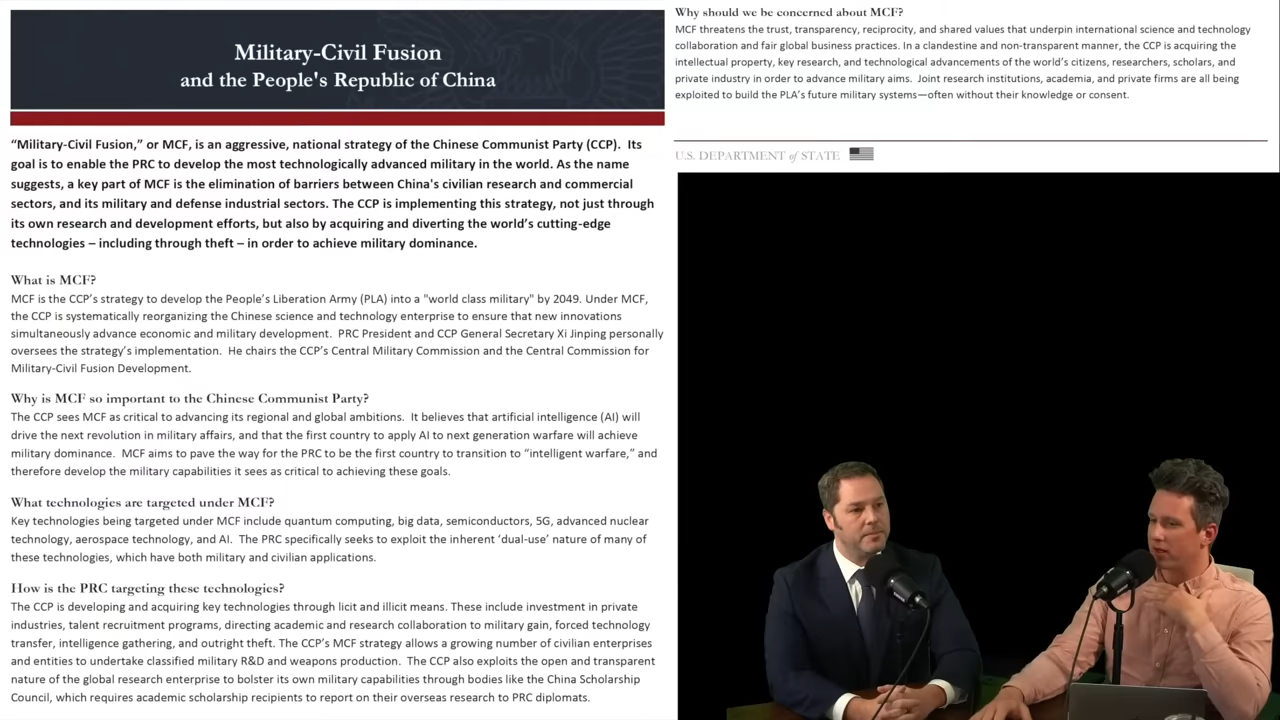 Military-Civil Fusion
and the People's Republic of China
“Military-Civil Fusion,” or MCF, is an aggressive, national strategy of the Chinese Communist Party (CCP).  Its
goal is to enable the PRC to develop the most technologically advanced military in the world. As the name
suggests, a key part of MCF is the elimination of barriers between China's civilian research and commercial
sectors, and its military and defense industrial sectors. The CCP is implementing this strategy, not just through
its own research and development efforts, but also by acquiring and diverting the world's cutting-edge
technologies – including through theft – in order to achieve military dominance.
What is MCF?
MCF is the CCP's strategy to develop the People's Liberation Army (PLA) into a "world class military" by 2049. Under MCF,
the CCP is systematically reorganizing the Chinese science and technology enterprise to ensure that new innovations
simultaneously advance economic and military development.  PRC President and CCP General Secretary Xi Jinping personally
oversees the strategy's implementation.  He chairs the CCP's Central Military Commission and the Central Commission for
Military-Civil Fusion Development.
Why is MCF so important to the Chinese Communist Party?
The CCP sees MCF as critical to advancing its regional and global ambitions.  It believes that artificial intelligence (AI) will
drive the next revolution in military affairs, and that the first country to apply AI to next generation warfare will achieve
military dominance.  MCF aims to pave the way for the PRC to be the first country to transition to “intelligent warfare,” and
therefore develop the military capabilities it sees as critical to achieving these goals.
What technologies are targeted under MCF?
Key technologies being targeted under MCF include quantum computing, big data, semiconductors, 5G, advanced nuclear
technology, aerospace technology, and AI.  The PRC specifically seeks to exploit the inherent ‘dual-use’ nature of many of
these technologies, which have both military and civilian applications.
How is the PRC targeting these technologies?
The CCP is developing and acquiring key technologies through licit and illicit means. These include investment in private
industries, talent recruitment programs, directing academic and research collaboration to military gain, forced technology
transfer, intelligence gathering, and outright theft. The CCP's MCF strategy allows a growing number of civilian enterprises
and entities to undertake classified military R&D and weapons production.  The CCP also exploits the open and transparent
nature of the global research enterprise to bolster its own military capabilities through bodies like the China Scholarship
Council, which requires academic scholarship recipients to report on their overseas research to PRC diplomats.
Why should we be concerned about MCF?
MCF threatens the trust, transparency, reciprocity, and shared values that underpin international science and technology
collaboration and fair global business practices. In a clandestine and non-transparent manner, the CCP is acquiring the
intellectual property, key research, and technological advancements of the world's citizens, researchers, scholars, and
private industry in order to advance military aims.  Joint research institutions, academia, and private firms are all being
exploited to build the PLA's future military systems—often without their knowledge or consent.
U.S. DEPARTMENT of STATE